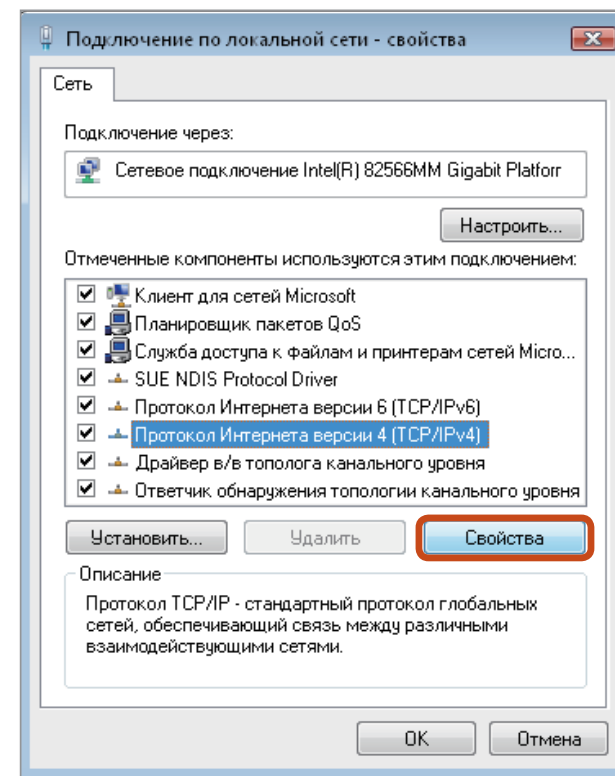 Подключение по локальной сети - свойства
Сеть
Подключение через:
Сетевое подключение Intel(R) 82566MM Gigabit Platforr
Настроить...
Отмеченные компоненты используются этим подключением:
Клиент для сетей Microsoft
Планировщик пакетов QoS
Служба доступа к файлам и принтерам сетей Micro...
SUE NDIS Protocol Driver
Протокол Интернета версии 6 (TCP/IPv6)
Протокол Интернета версии 4 (TCP/IPv4)
Драйвер в/в тополога канального уровня
Ответчик обнаружения топологии канального уровня
Установить... Удалить Свойства
Описание
Протокол TCP/IP - стандартный протокол глобальных
сетей, обеспечивающий связь между различными
взаимодействующими сетями.
OK Отмена